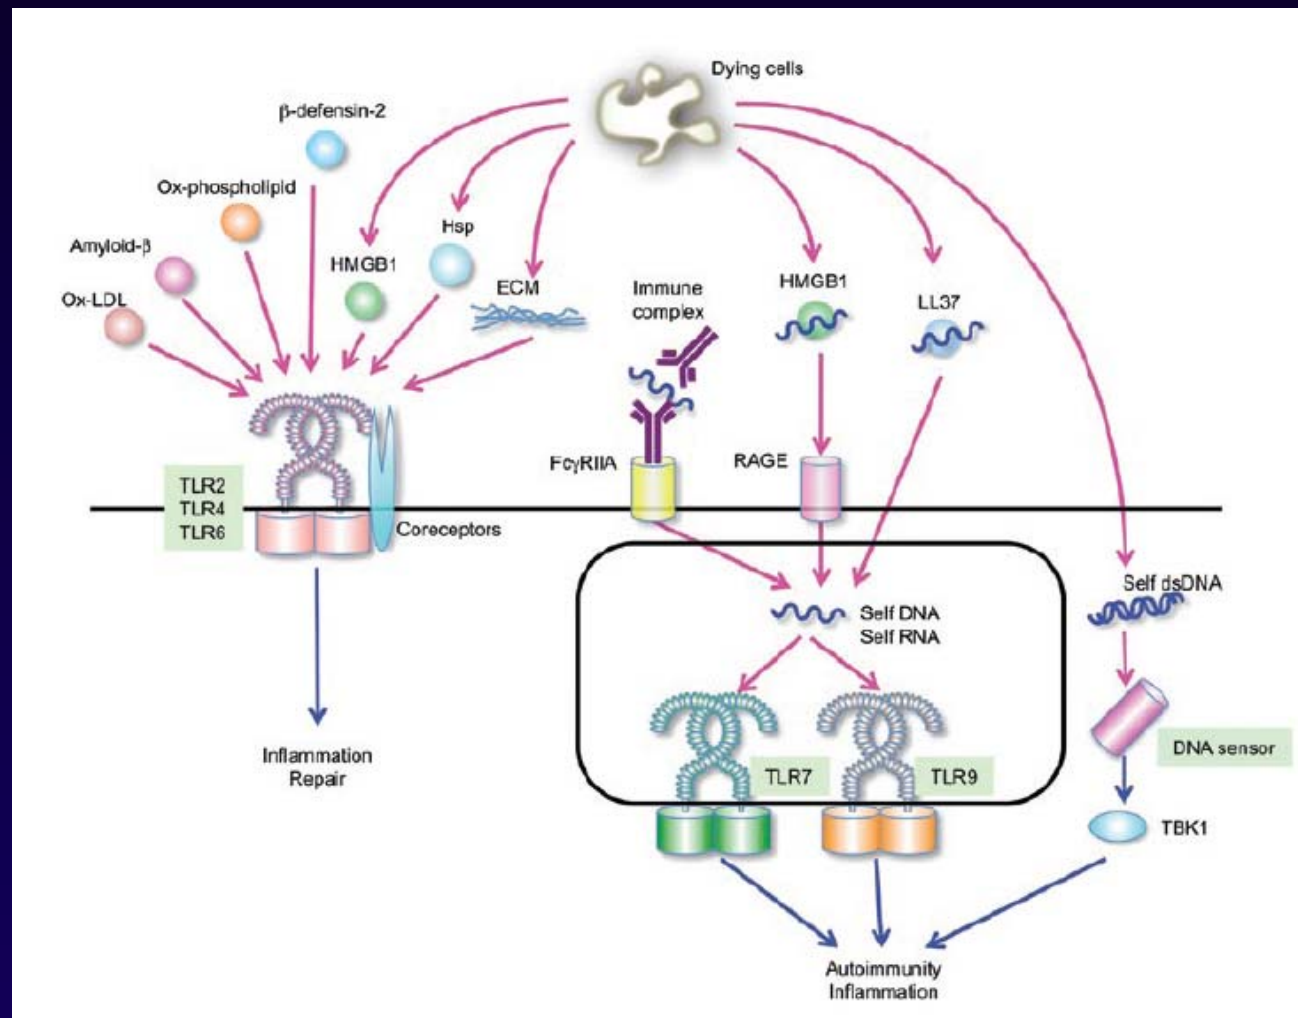 Dying cells
β-defensin-2
Ox-phospholipid
Amyloid-β
Ox-LDL
HMGB1
Hsp
ECM
Immune
complex
HMGB1
LL37
FcγRIIA
RAGE
TLR2
TLR4
TLR6
Coreceptors
Self DNA
Self RNA
Self dsDNA
TLR7
TLR9
DNA sensor
TBK1
Inflammation
Repair
Autoimmunity
Inflammation